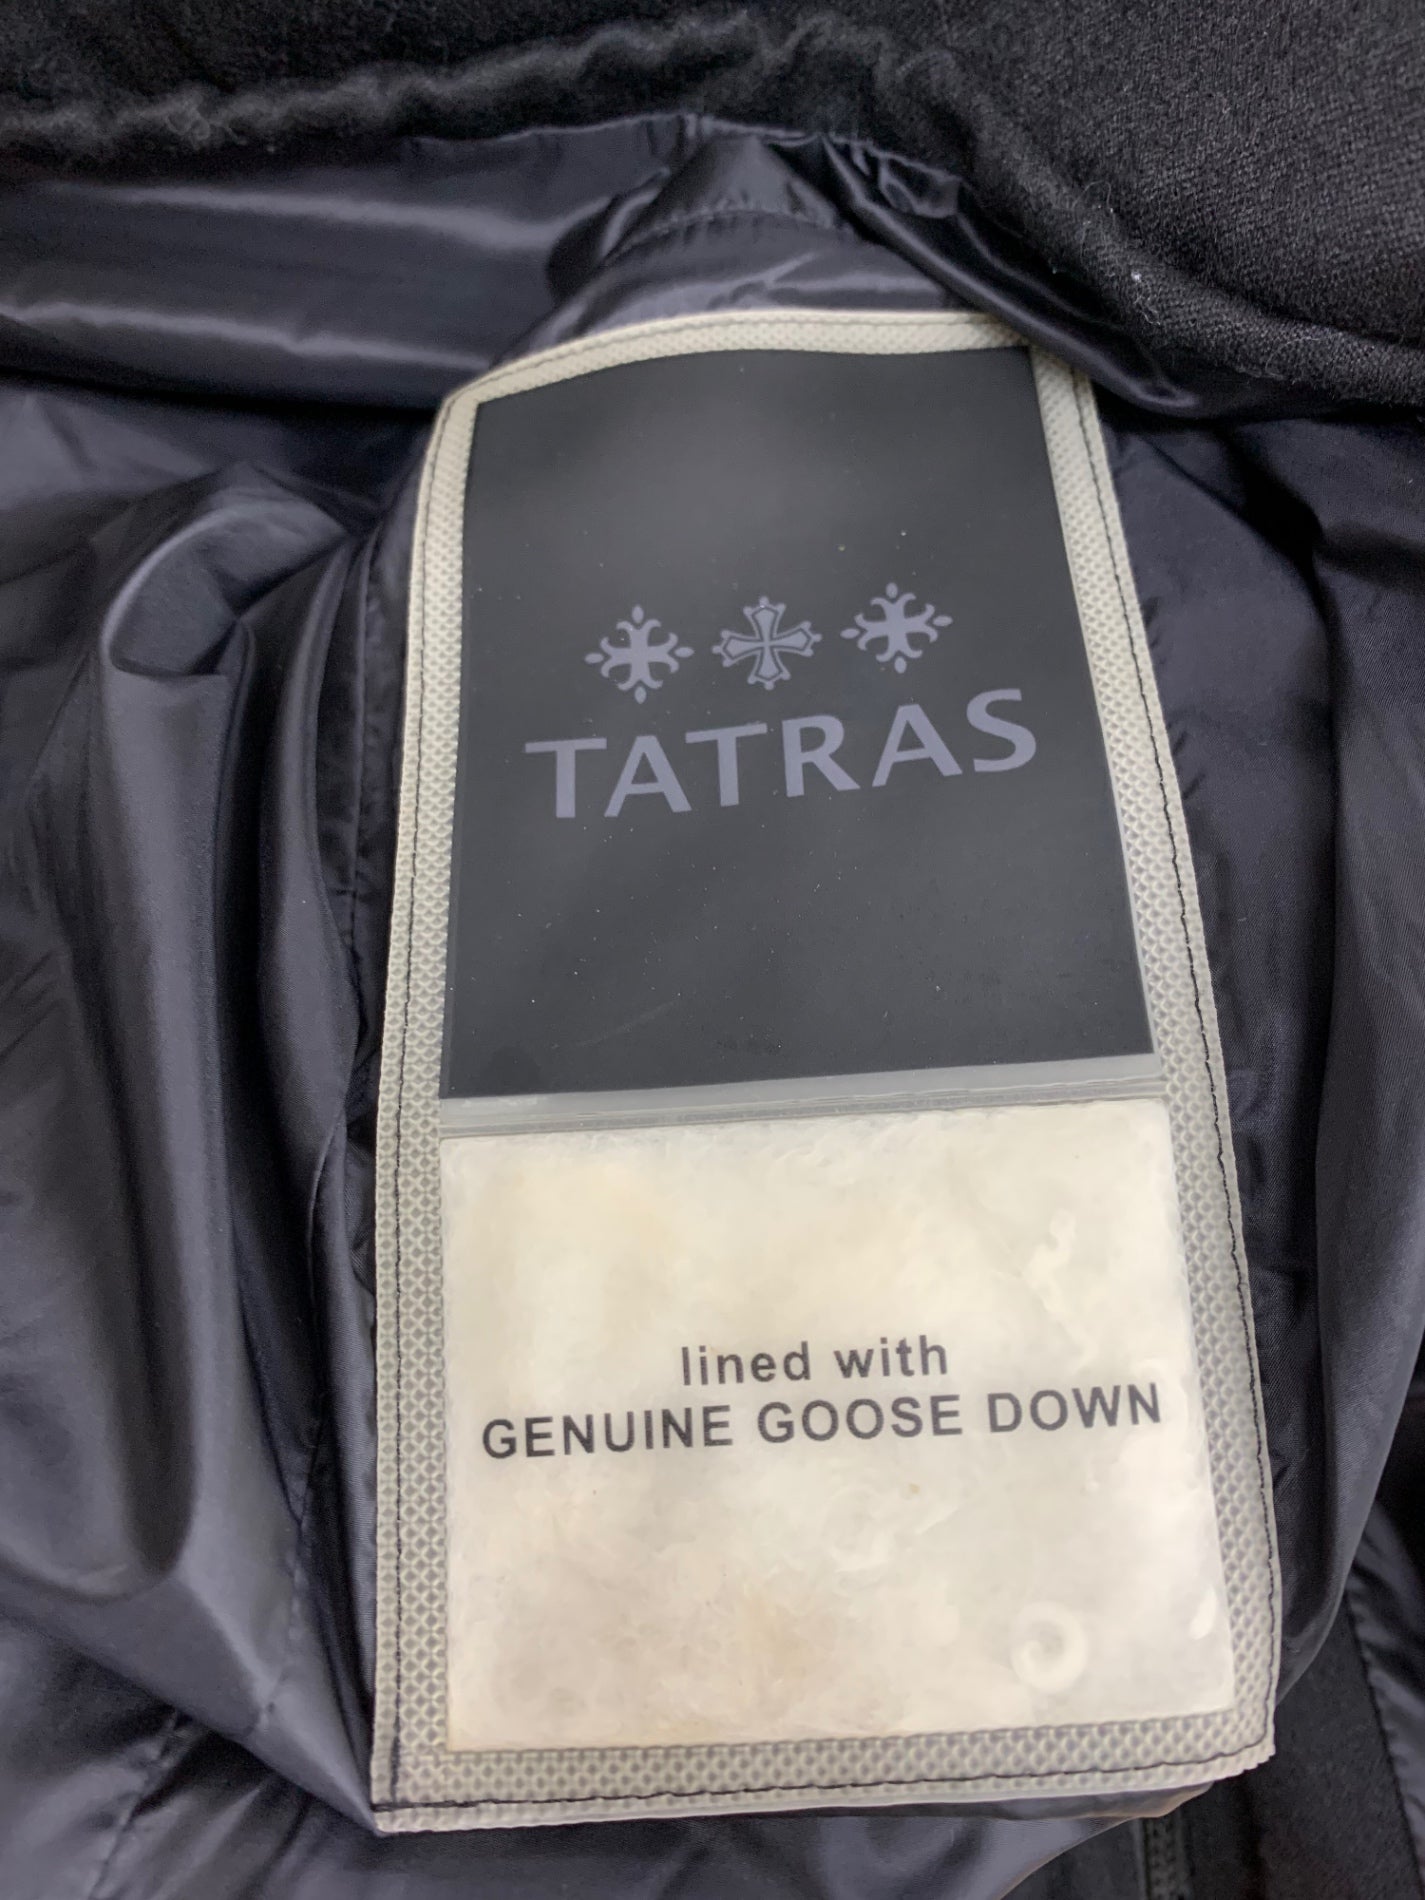 TATRAS
lined with
GENUINE GOOSE DOWN